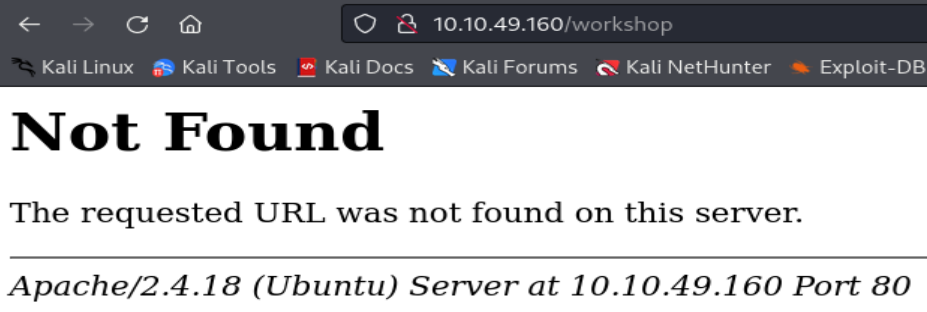 10.10.49.160/workshop
Kali Linux Kali Tools Kali Docs Kali Forums Kali NetHunter Exploit-DB
Not Found
The requested URL was not found on this server.
Apache/2.4.18 (Ubuntu) Server at 10.10.49.160 Port 80